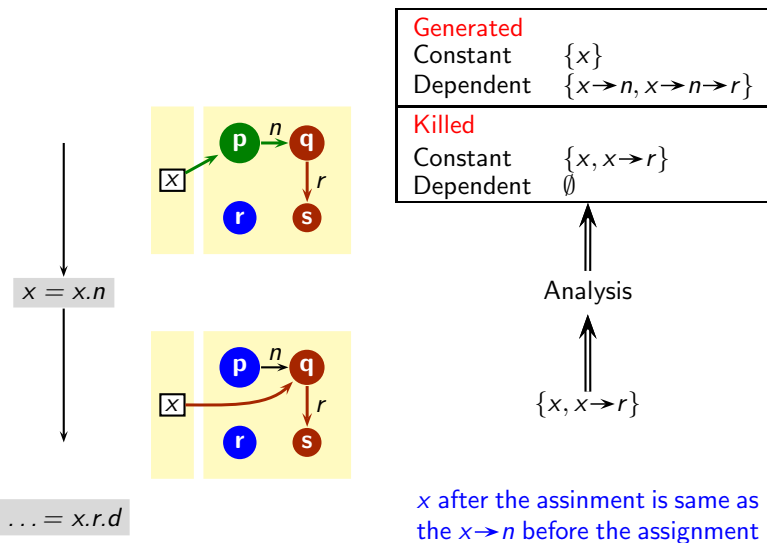 Generated
Constant {x}
Dependent {x→n, x→n→r}
Killed
Constant {x, x→r}
Dependent ∅
p n q
x
r
r s
x = x.n
Analysis
p n q
x
r
r s
{x, x→r}
... = x.r.d
x after the assinment is same as
the x→n before the assignment